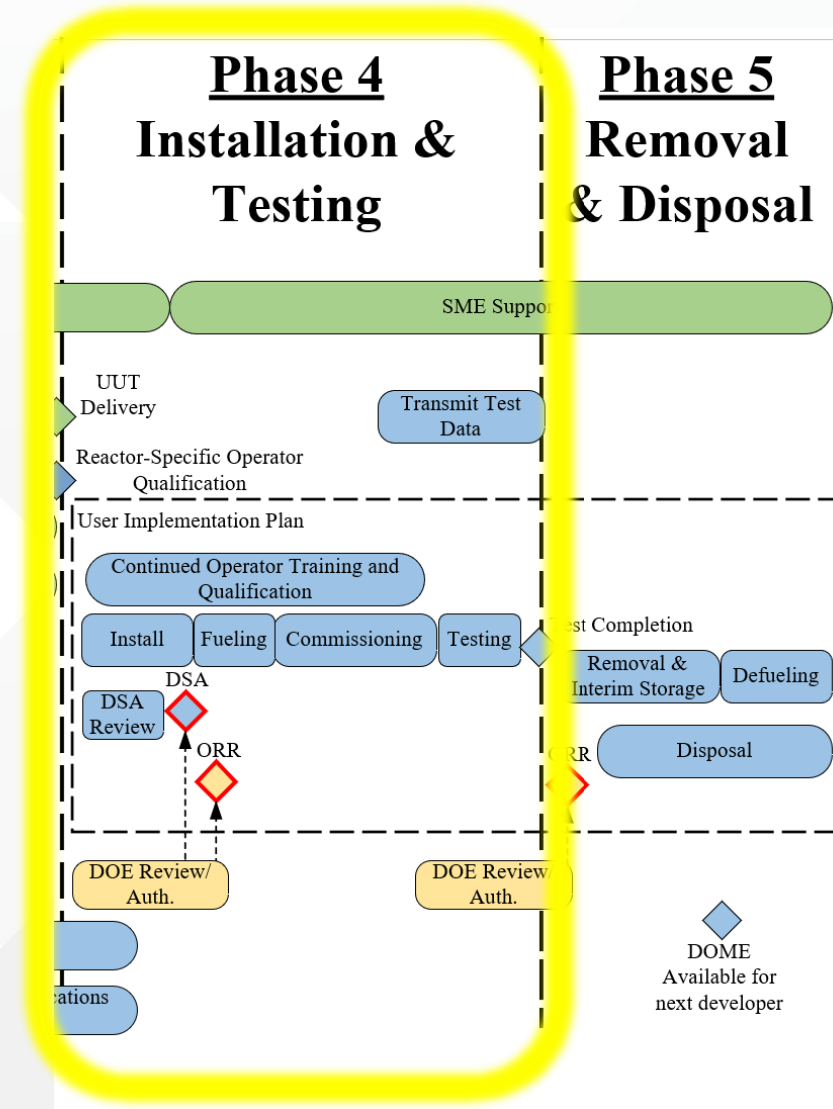 Phase 4
Installation &
Testing
Phase 5
Removal
& Disposal
SME Suppor
UUT
Delivery
Transmit Test
Data
Reactor-Specific Operator
Qualification
User Implementation Plan
Continued Operator Training and
Qualification
Install
Fueling
Commissioning
Testing
Test Completion
Removal &
Interim Storage
Defueling
DSA
Review
DSA
ORR
ORR
Disposal
DOE Review/
Auth.
DOE Review/
Auth.
cations
DOME
Available for
next developer